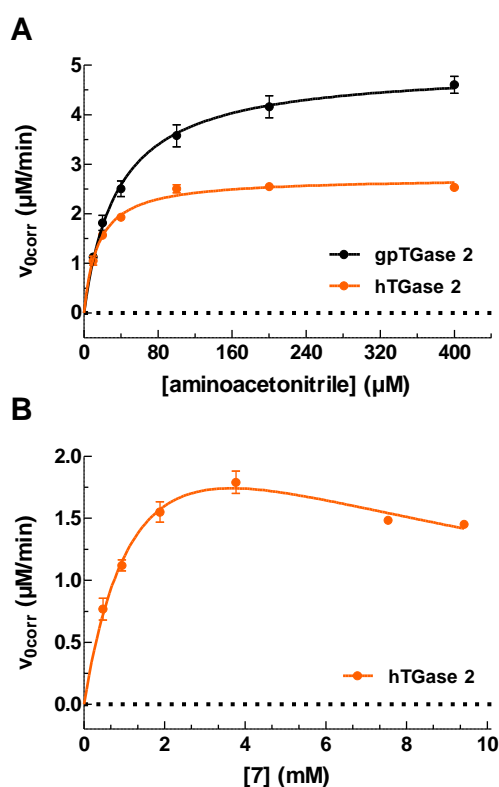 A
v0corr (µM/min)
5
4
3
2
1
0
gpTGase 2
hTGase 2
0 80 160 240 320 400
[aminoacetonitrile] (µM)
B
v0corr (µM/min)
2.0
1.5
1.0
0.5
0.0
hTGase 2
0 2 4 6 8 10
[7] (mM)